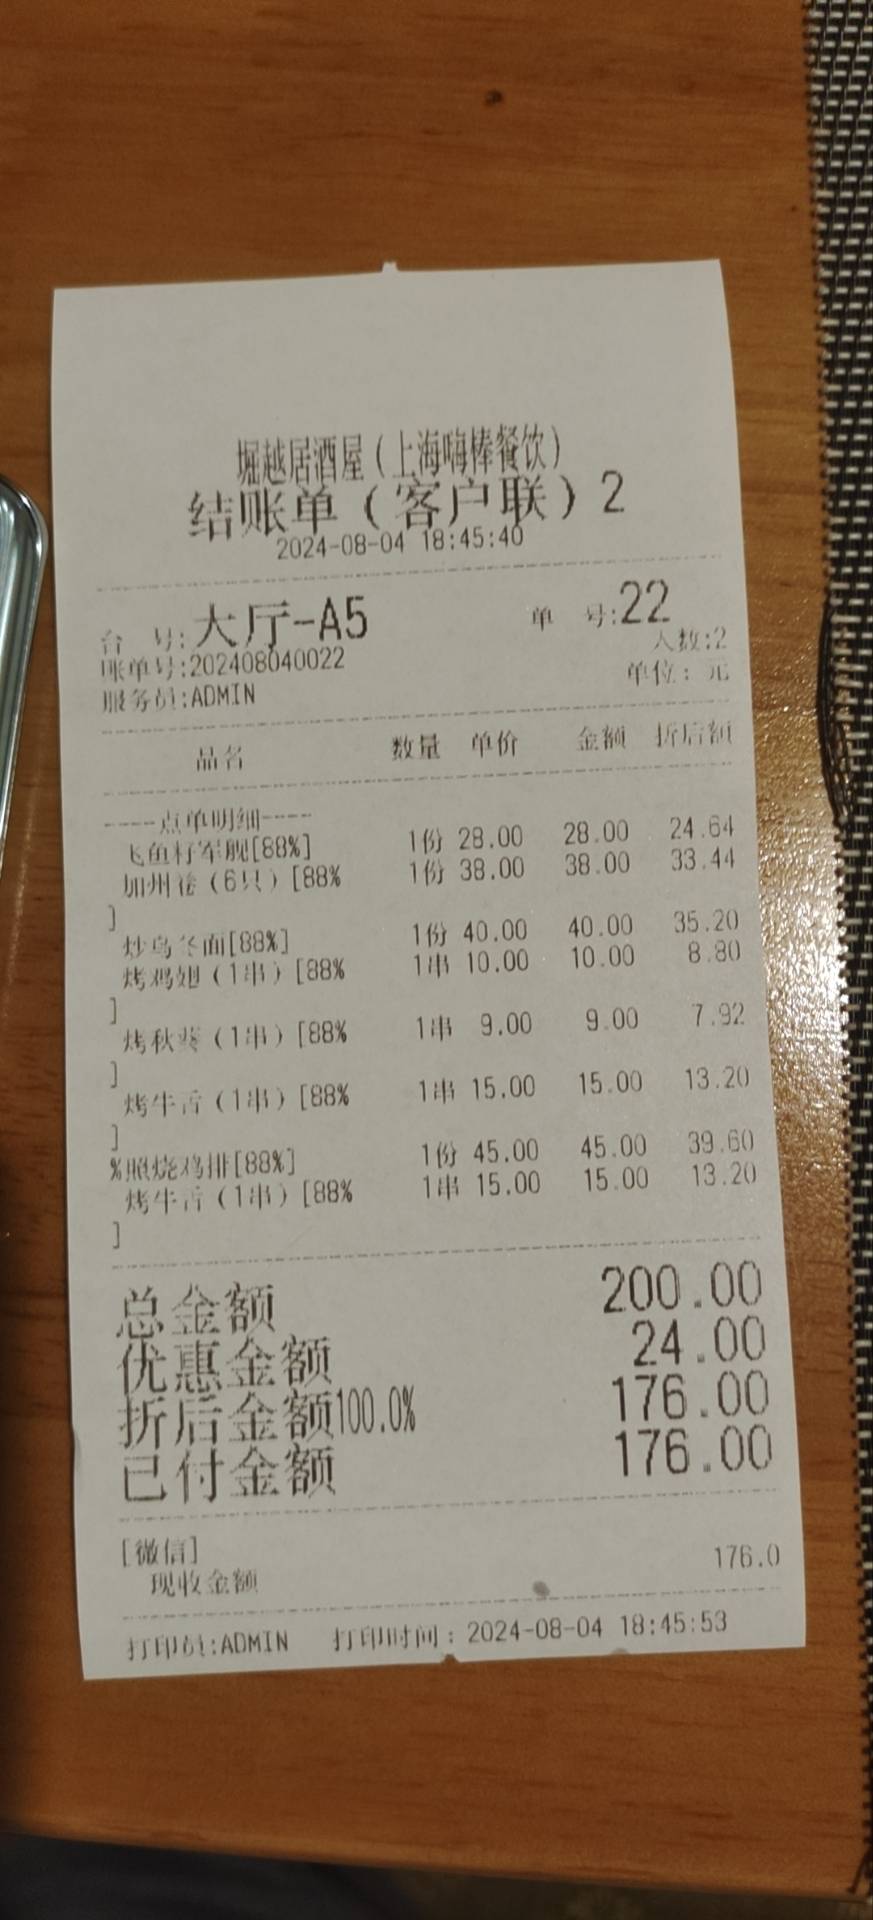 堀越居酒屋（上海嗨棒餐饮）
结账单（客户联）2
2024-08-04 18:45:40
台 号:大厅-A5 单 号:22
人数:2
账单号:202408040022
单位: 元
服务员:ADMIN
品名 数量 单价 金额 折后额
----点单明细----
飞鱼籽军舰[88%] 1份 28.00 28.00 24.64
加州卷（6只）[88% 1份 38.00 38.00 33.44
]
炒乌冬面[88%] 1份 40.00 40.00 35.20
烤鸡翅（1串）[88% 1串 10.00 10.00 8.80
]
烤秋葵（1串）[88% 1串 9.00 9.00 7.92
]
烤牛舌（1串）[88% 1串 15.00 15.00 13.20
]
%照烧鸡排[88%] 1份 45.00 45.00 39.60
烤牛舌（1串）[88% 1串 15.00 15.00 13.20
]
总金额 200.00
优惠金额 24.00
折后金额100.0% 176.00
已付金额 176.00
[微信] 176.0
现收金额
打印员:ADMIN 打印时间：2024-08-04 18:45:53